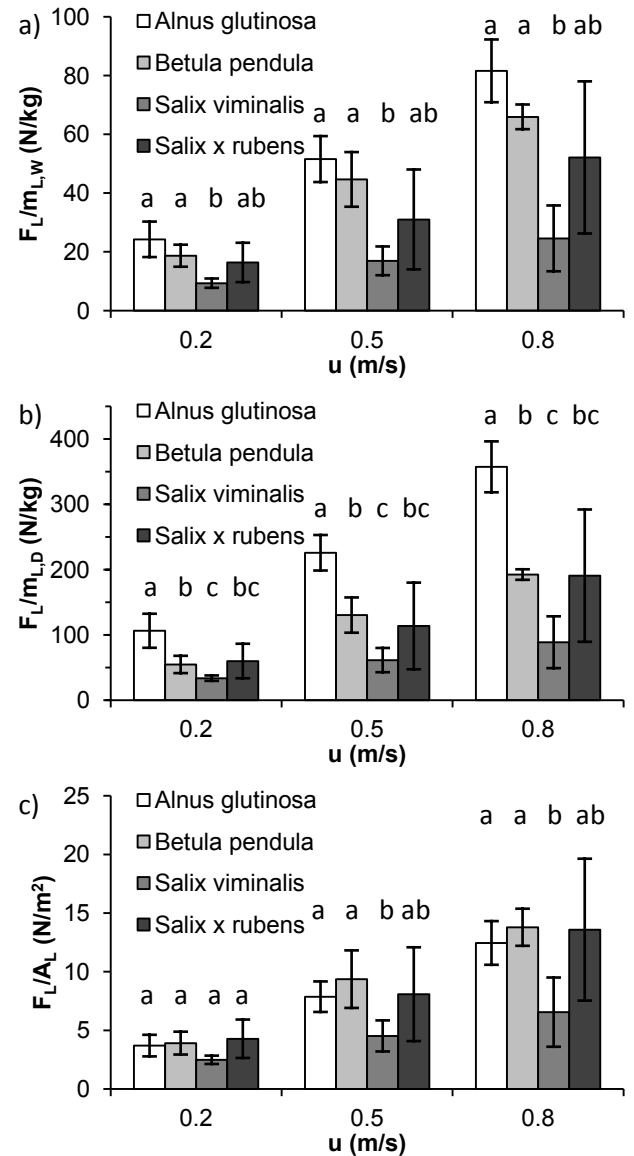 a)
F_L/m_{L,W} (N/kg)
100
80
60
40
20
0
Alnus glutinosa
Betula pendula
Salix viminalis
Salix x rubens
a a b ab
a a b ab
a a b ab
0.2 0.5 0.8
u (m/s)
b)
F_L/m_{L,D} (N/kg)
400
300
200
100
0
Alnus glutinosa
Betula pendula
Salix viminalis
Salix x rubens
a b c bc
a b c bc
a b c bc
0.2 0.5 0.8
u (m/s)
c)
F_L/A_L (N/m²)
25
20
15
10
5
0
Alnus glutinosa
Betula pendula
Salix viminalis
Salix x rubens
a a a a
a a b ab
a a b ab
0.2 0.5 0.8
u (m/s)